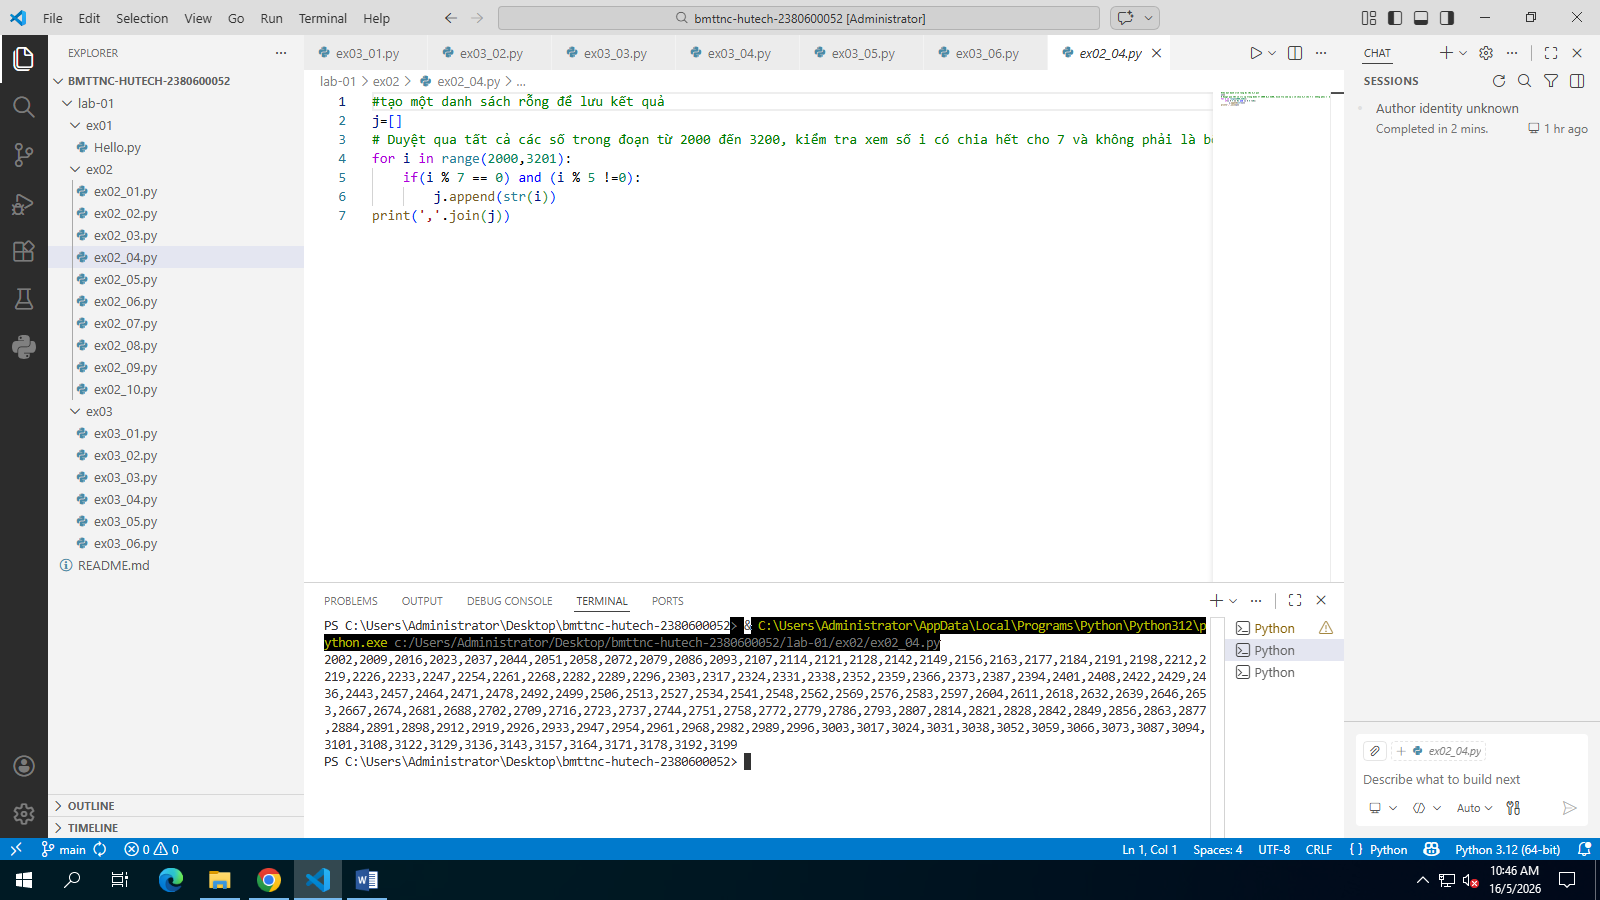 File Edit Selection View Go Run Terminal Help
bmttnc-hutech-2380600052 [Administrator]
EXPLORER
BMTTNC-HUTECH-2380600052
lab-01
ex01
Hello.py
ex02
ex02_01.py
ex02_02.py
ex02_03.py
ex02_04.py
ex02_05.py
ex02_06.py
ex02_07.py
ex02_08.py
ex02_09.py
ex02_10.py
ex03
ex03_01.py
ex03_02.py
ex03_03.py
ex03_04.py
ex03_05.py
ex03_06.py
README.md
OUTLINE
TIMELINE
ex03_01.py ex03_02.py ex03_03.py ex03_04.py ex03_05.py ex03_06.py ex02_04.py
lab-01 > ex02 > ex02_04.py > ...
1 #tạo một danh sách rỗng để lưu kết quả
2 j=[]
3 # Duyệt qua tất cả các số trong đoạn từ 2000 đến 3200, kiểm tra xem số i có chia hết cho 7 và không phải là
4 for i in range(2000,3201):
5 if(i % 7 == 0) and (i % 5 !=0):
6 j.append(str(i))
7 print(','.join(j))
PROBLEMS OUTPUT DEBUG CONSOLE TERMINAL PORTS
PS C:\Users\Administrator\Desktop\bmttnc-hutech-2380600052> & C:\Users\Administrator\AppData\Local\Programs\Python\Python312\p
ython.exe c:/Users/Administrator/Desktop/bmttnc-hutech-2380600052/lab-01/ex02/ex02_04.py
2002,2009,2016,2023,2037,2044,2051,2058,2072,2079,2086,2093,2107,2114,2121,2128,2142,2149,2156,2163,2177,2184,2191,2198,2212,2
219,2226,2233,2247,2254,2261,2268,2282,2289,2296,2303,2317,2324,2331,2338,2352,2359,2366,2373,2387,2394,2401,2408,2422,2429,24
36,2443,2457,2464,2471,2478,2492,2499,2506,2513,2527,2534,2541,2548,2562,2569,2576,2583,2597,2604,2611,2618,2632,2639,2646,265
3,2667,2674,2681,2688,2702,2709,2716,2723,2737,2744,2751,2758,2772,2779,2786,2793,2807,2814,2821,2828,2842,2849,2856,2863,2877
,2884,2891,2898,2912,2919,2926,2933,2947,2954,2961,2968,2982,2989,2996,3003,3017,3024,3031,3038,3052,3059,3066,3073,3087,3094,
3101,3108,3122,3129,3136,3143,3157,3164,3171,3178,3192,3199
PS C:\Users\Administrator\Desktop\bmttnc-hutech-2380600052>
Python
Python
Python
CHAT
SESSIONS
Author identity unknown
Completed in 2 mins. 1 hr ago
+ ex02_04.py
Describe what to build next
Auto
main 0 0 Ln 1, Col 1 Spaces: 4 UTF-8 CRLF { } Python Python 3.12 (64-bit)
10:46 AM
16/5/2026